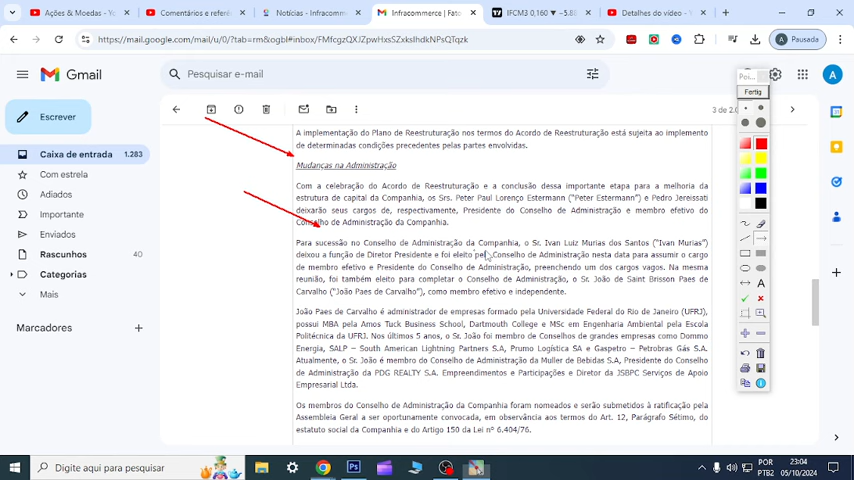 Ações & Moedas - YouTub
Comentários e referê
Notícias - Infracomm
Infracommerce | Fato
IFCM3 0,160 ▼ −5.88
Detalhes do vídeo - Yo
https://mail.google.com/mail/u/0/?tab=rm&ogbl#inbox/FMfcgzQXJZpwHxsSZxksIhdkNpCTgRtk
Pausada
Gmail
Pesquisar e-mail
Fertig
Escrever
3 de 2.0
Caixa de entrada 1.283
Com estrela
Adiados
Importante
Enviados
Rascunhos 40
Categorias
Mais
Marcadores
A implementação do Plano de Reestruturação nos termos do Acordo de Reestruturação está sujeita ao implemento
de determinadas condições precedentes pelas partes envolvidas.
Mudanças na Administração
Com a celebração do Acordo de Reestruturação e a conclusão dessa importante etapa para a melhoria da
estrutura de capital da Companhia, os Srs. Peter Paul Lorenço Estermann ("Peter Estermann") e Pedro Jereissati
deixarão seus cargos de, respectivamente, Presidente do Conselho de Administração e membro efetivo do
Conselho de Administração da Companhia.
Para sucessão no Conselho de Administração da Companhia, o Sr. Ivan Luiz Murias dos Santos ("Ivan Murias")
deixou a função de Diretor Presidente e foi eleito pelo Conselho de Administração nesta data para assumir o cargo
de membro efetivo e Presidente do Conselho de Administração, preenchendo um dos cargos vagos. Na mesma
reunião, foi também eleito para completar o Conselho de Administração, o Sr. João de Saint Brisson Paes de
Carvalho ("João Paes de Carvalho"), como membro efetivo e independente.
João Paes de Carvalho é administrador de empresas formado pela Universidade Federal do Rio de Janeiro (UFRJ),
possui MBA pela Amos Tuck Business School, Dartmouth College e MSc em Engenharia Ambiental pela Escola
Politécnica da UFRJ. Nos últimos 5 anos, o Sr. João foi membro de Conselhos de grandes empresas como Dommo
Energia, SALP – South American Lightning Partners S.A, Prumo Logística SA e Gaspetro – Petrobras Gás S.A.
Atualmente, o Sr. João é membro do Conselho de Administração da Muller de Bebidas S.A, Presidente do Conselho
de Administração da PDG REALTY S.A. Empreendimentos e Participações e Diretor da JSBPC Serviços de Apoio
Empresarial Ltda.
Os membros do Conselho de Administração da Companhia foram nomeados e serão submetidos à ratificação pela
Assembleia Geral a ser oportunamente convocada, em observância aos termos do Art. 12, Parágrafo Sétimo, do
estatuto social da Companhia e do Artigo 150 da Lei nº 6.404/76.
Digite aqui para pesquisar
POR
PTB2
23:04
05/10/2024